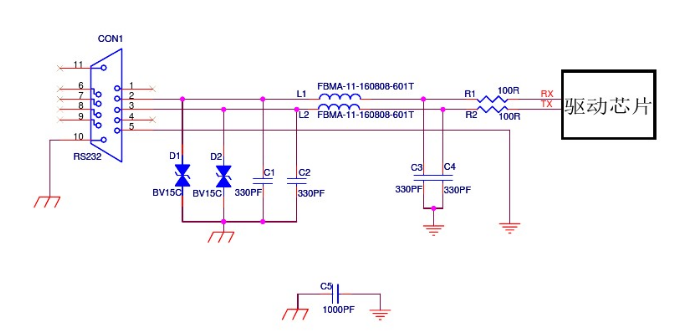 CON1
11
1
6
2
7
3
8
4
9
5
10
RS232
L1
FBMA-11-160808-601T
L2
FBMA-11-160808-601T
R1
100R
RX
TX
R2
100R
驱动芯片
D1
BV15C
D2
BV15C
C1
330PF
C2
330PF
C3
330PF
C4
330PF
C5
1000PF